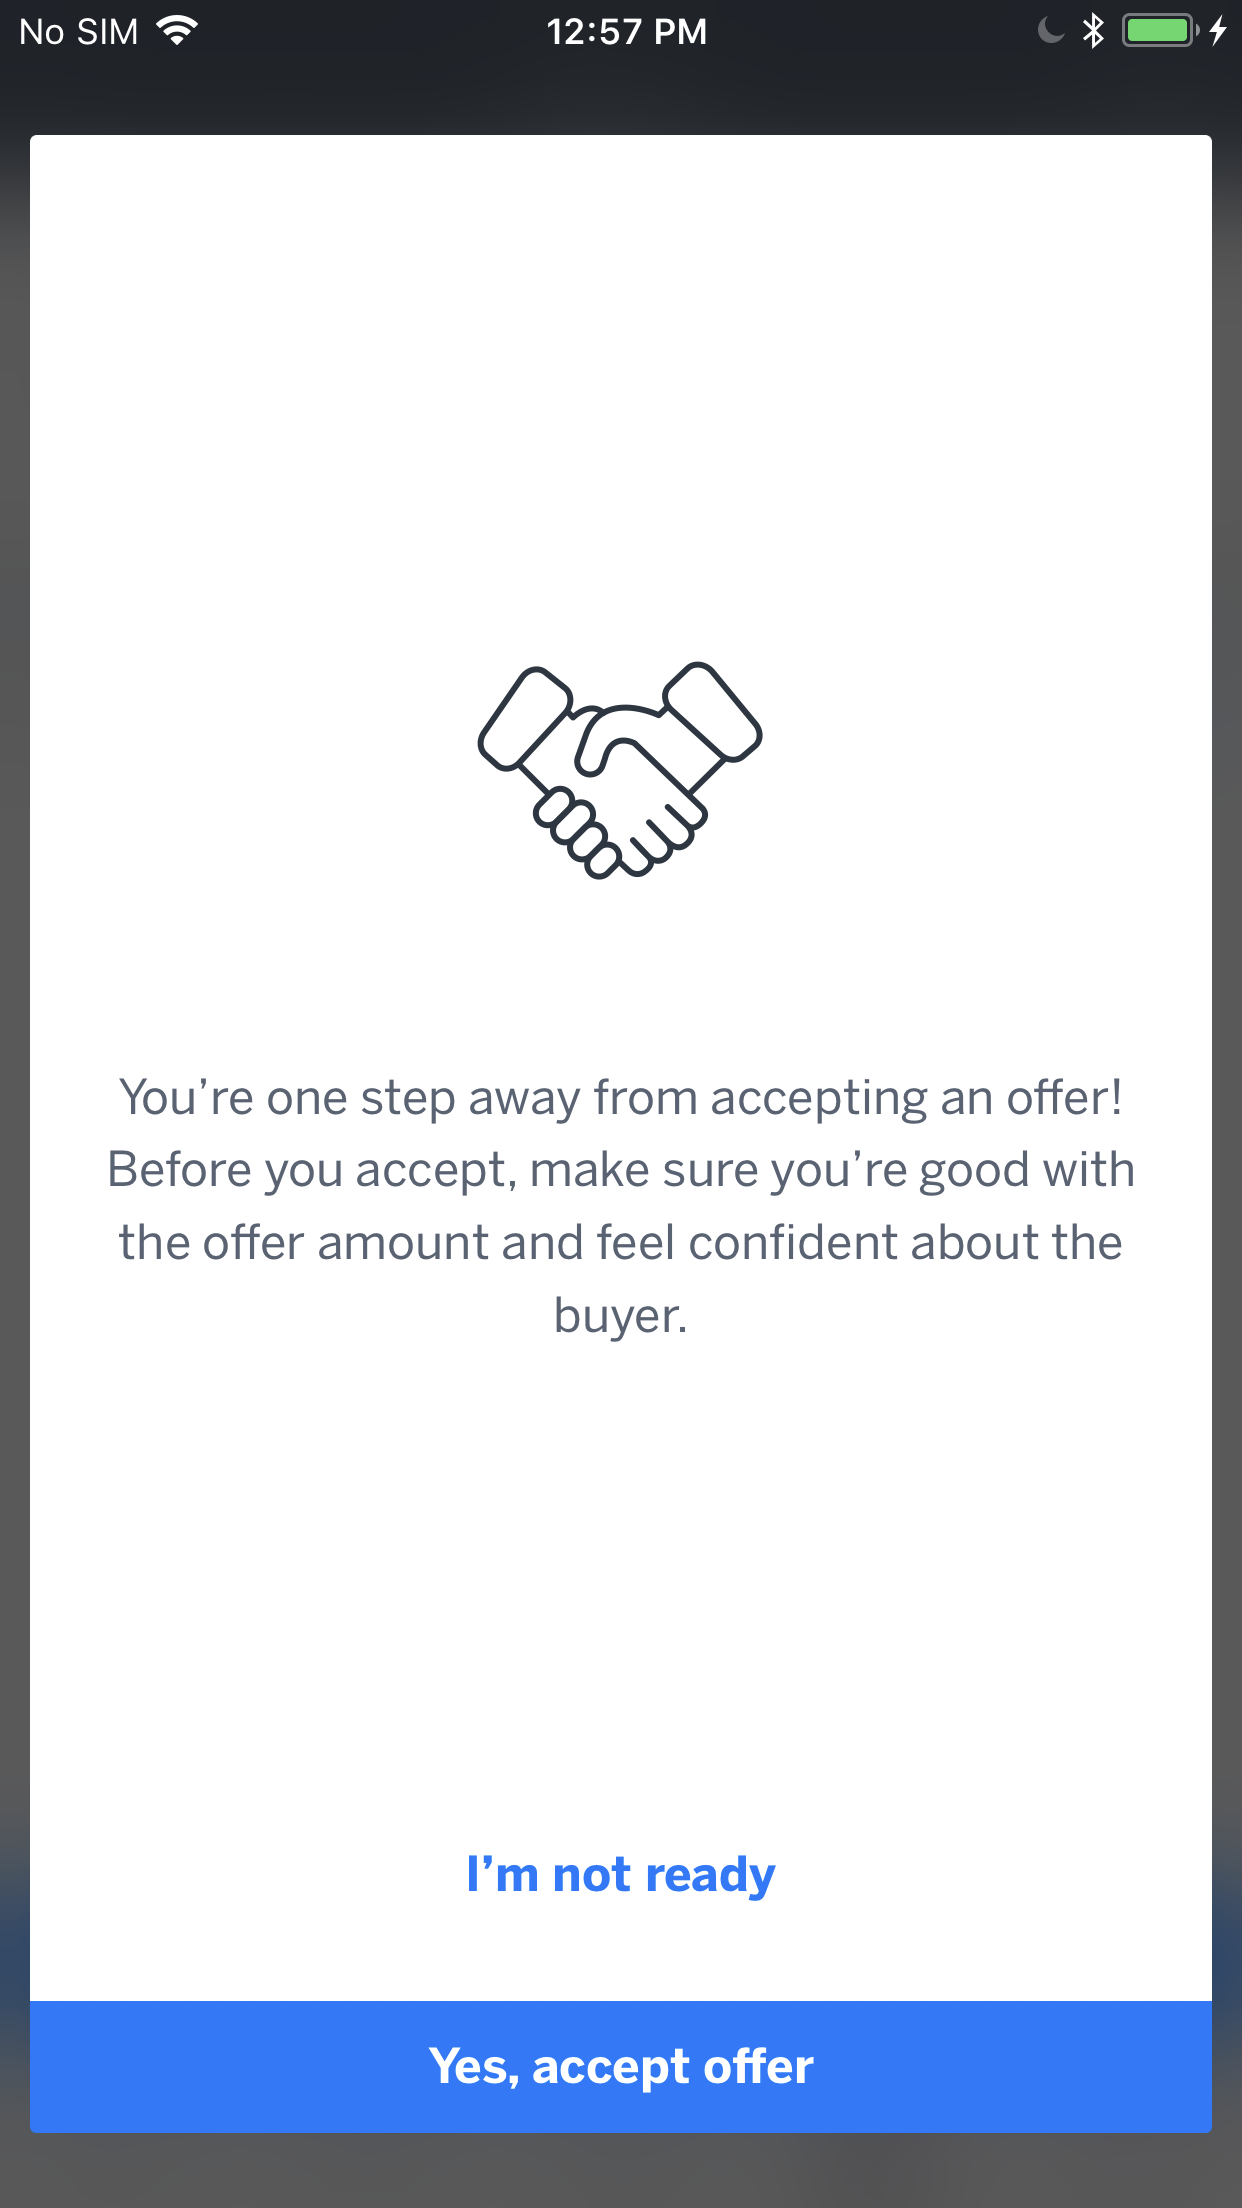 No SIM
12:57 PM
You’re one step away from accepting an offer!
Before you accept, make sure you’re good with
the offer amount and feel confident about the
buyer.
I’m not ready
Yes, accept offer